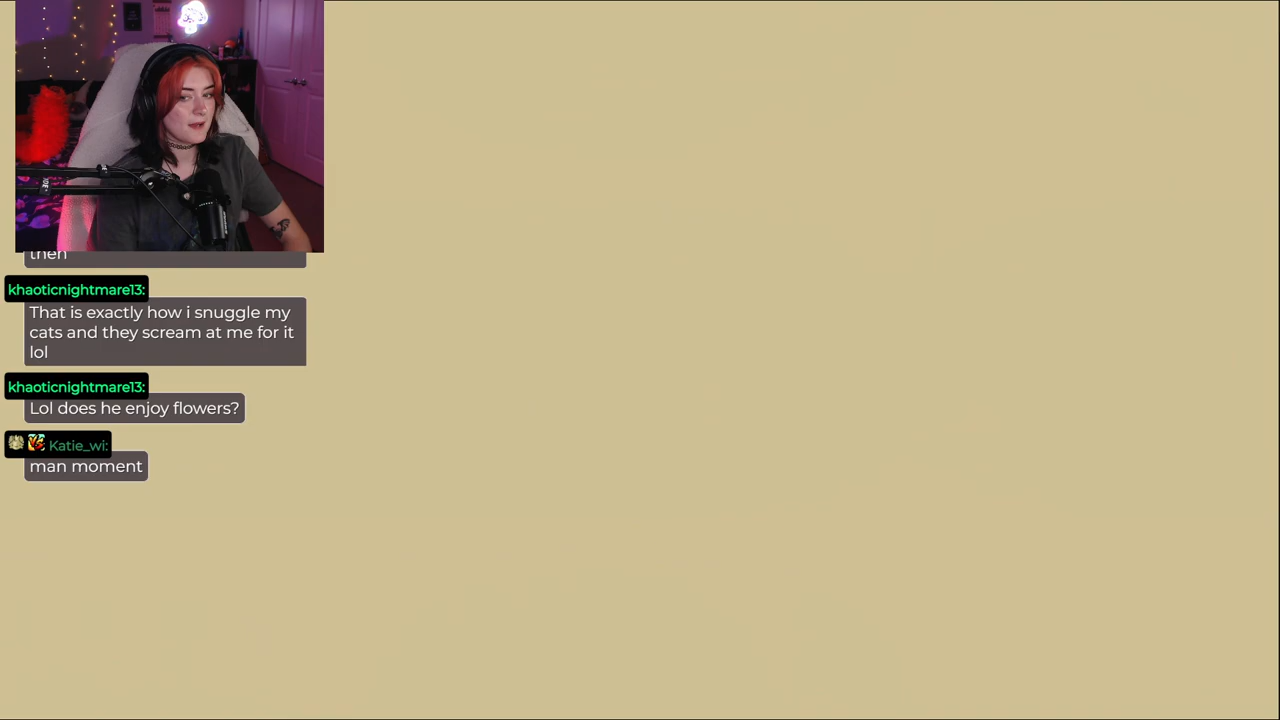 then
khaoticnightmare13:
That is exactly how i snuggle my
cats and they scream at me for it
lol
khaoticnightmare13:
Lol does he enjoy flowers?
Katie_wi:
man moment